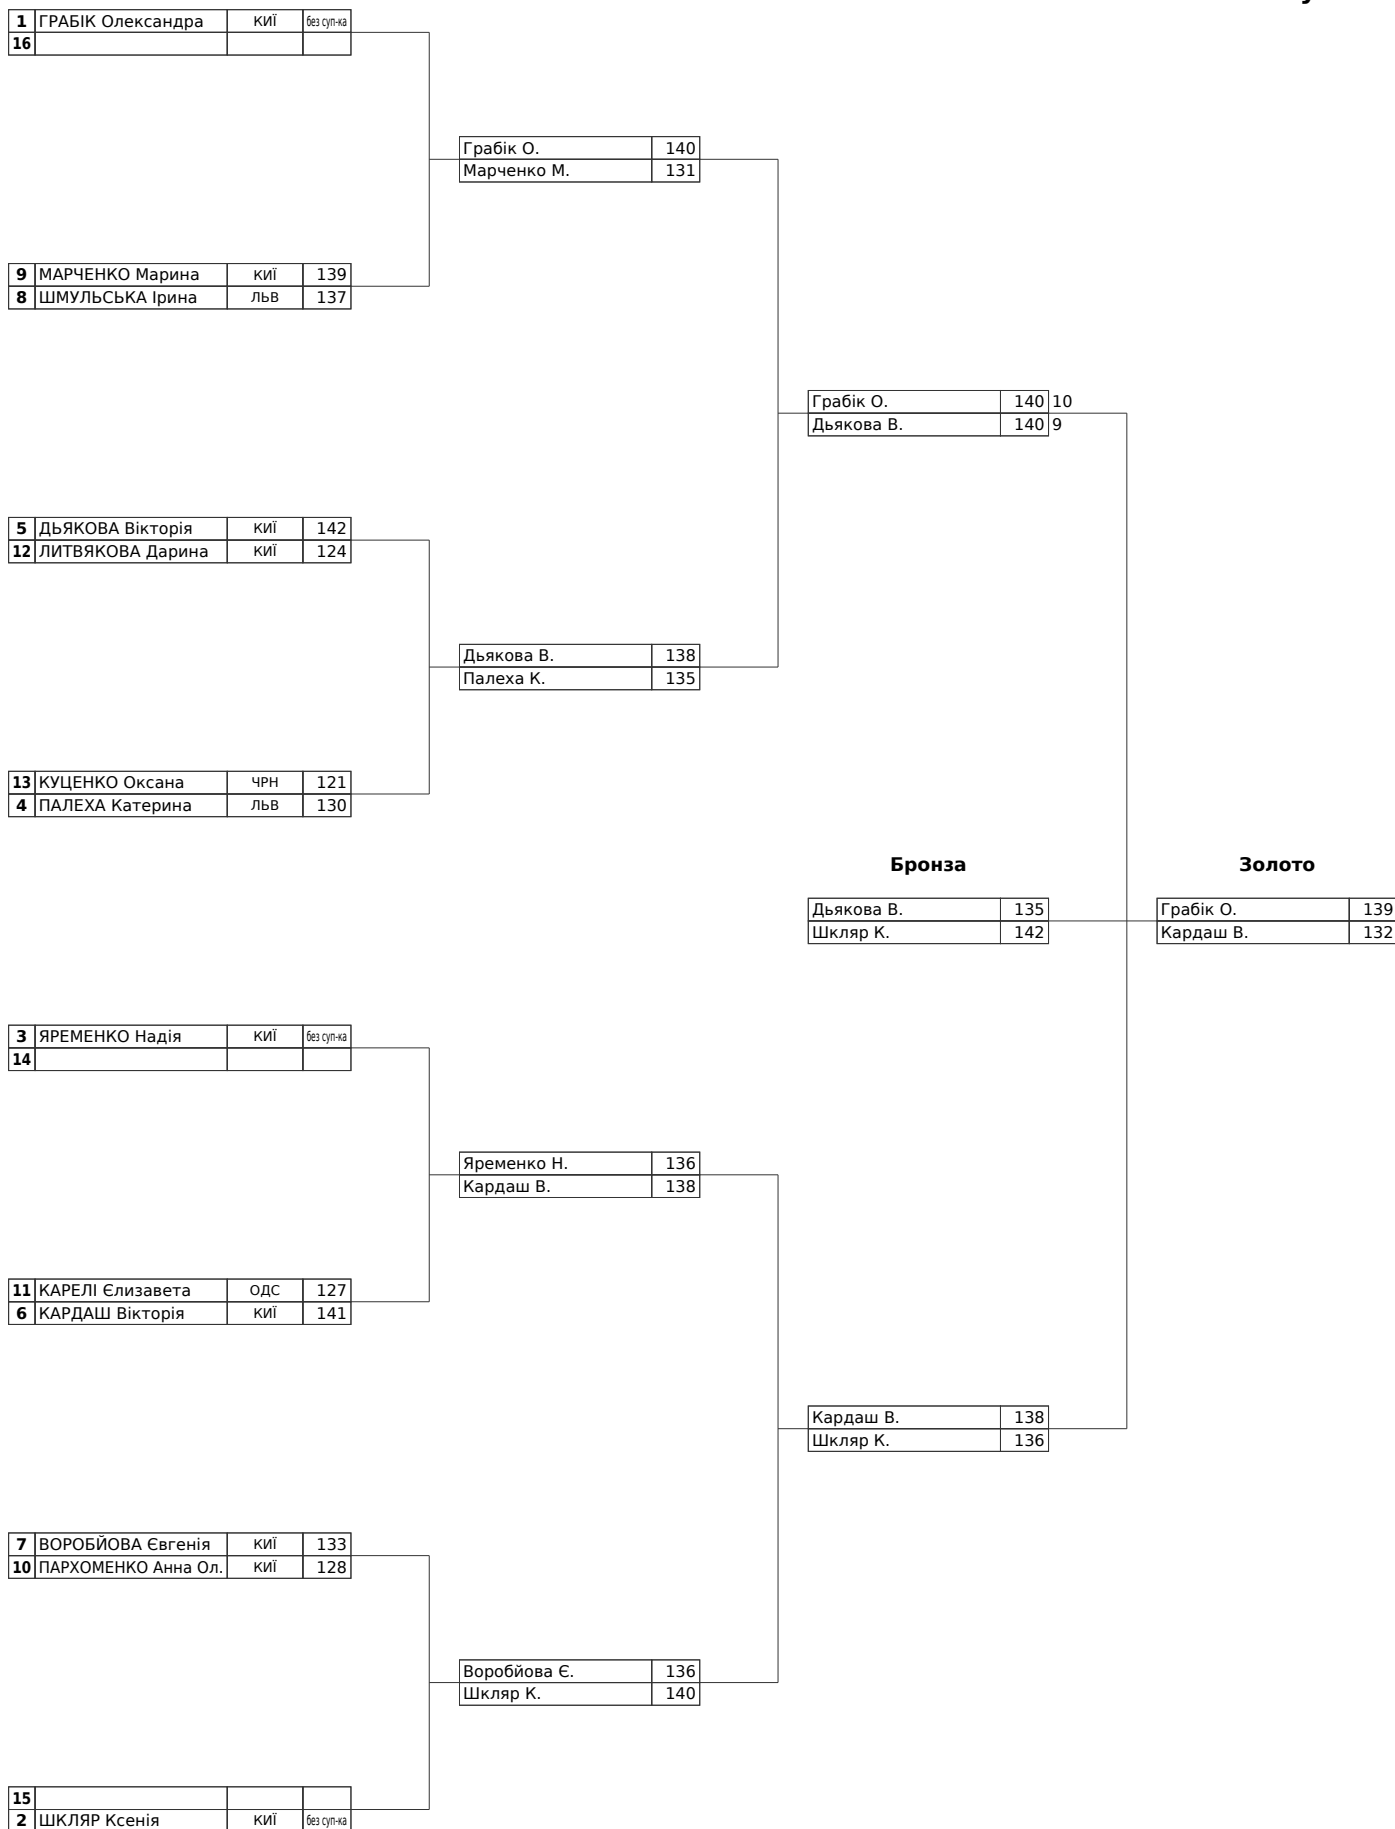 1 ГРАБІК Олександра КИЇ без суп-ка
16
Грабік О. 140
Марченко М. 131
9 МАРЧЕНКО Марина КИЇ 139
8 ШМУЛЬСЬКА Ірина ЛЬВ 137
Грабік О. 140 10
Дьякова В. 140 9
5 ДЬЯКОВА Вікторія КИЇ 142
12 ЛИТВЯКОВА Дарина КИЇ 124
Дьякова В. 138
Палеха К. 135
13 КУЦЕНКО Оксана ЧРН 121
4 ПАЛЕХА Катерина ЛЬВ 130
Бронза Золото
Дьякова В. 135 Грабік О. 139
Шкляр К. 142 Кардаш В. 132
3 ЯРЕМЕНКО Надія КИЇ без суп-ка
14
Яременко Н. 136
Кардаш В. 138
11 КАРЕЛІ Єлизавета ОДС 127
6 КАРДАШ Вікторія КИЇ 141
Кардаш В. 138
Шкляр К. 136
7 ВОРОБЙОВА Євгенія КИЇ 133
10 ПАРХОМЕНКО Анна Ол. КИЇ 128
Воробйова Є. 136
Шкляр К. 140
15
2 ШКЛЯР Ксенія КИЇ без суп-ка